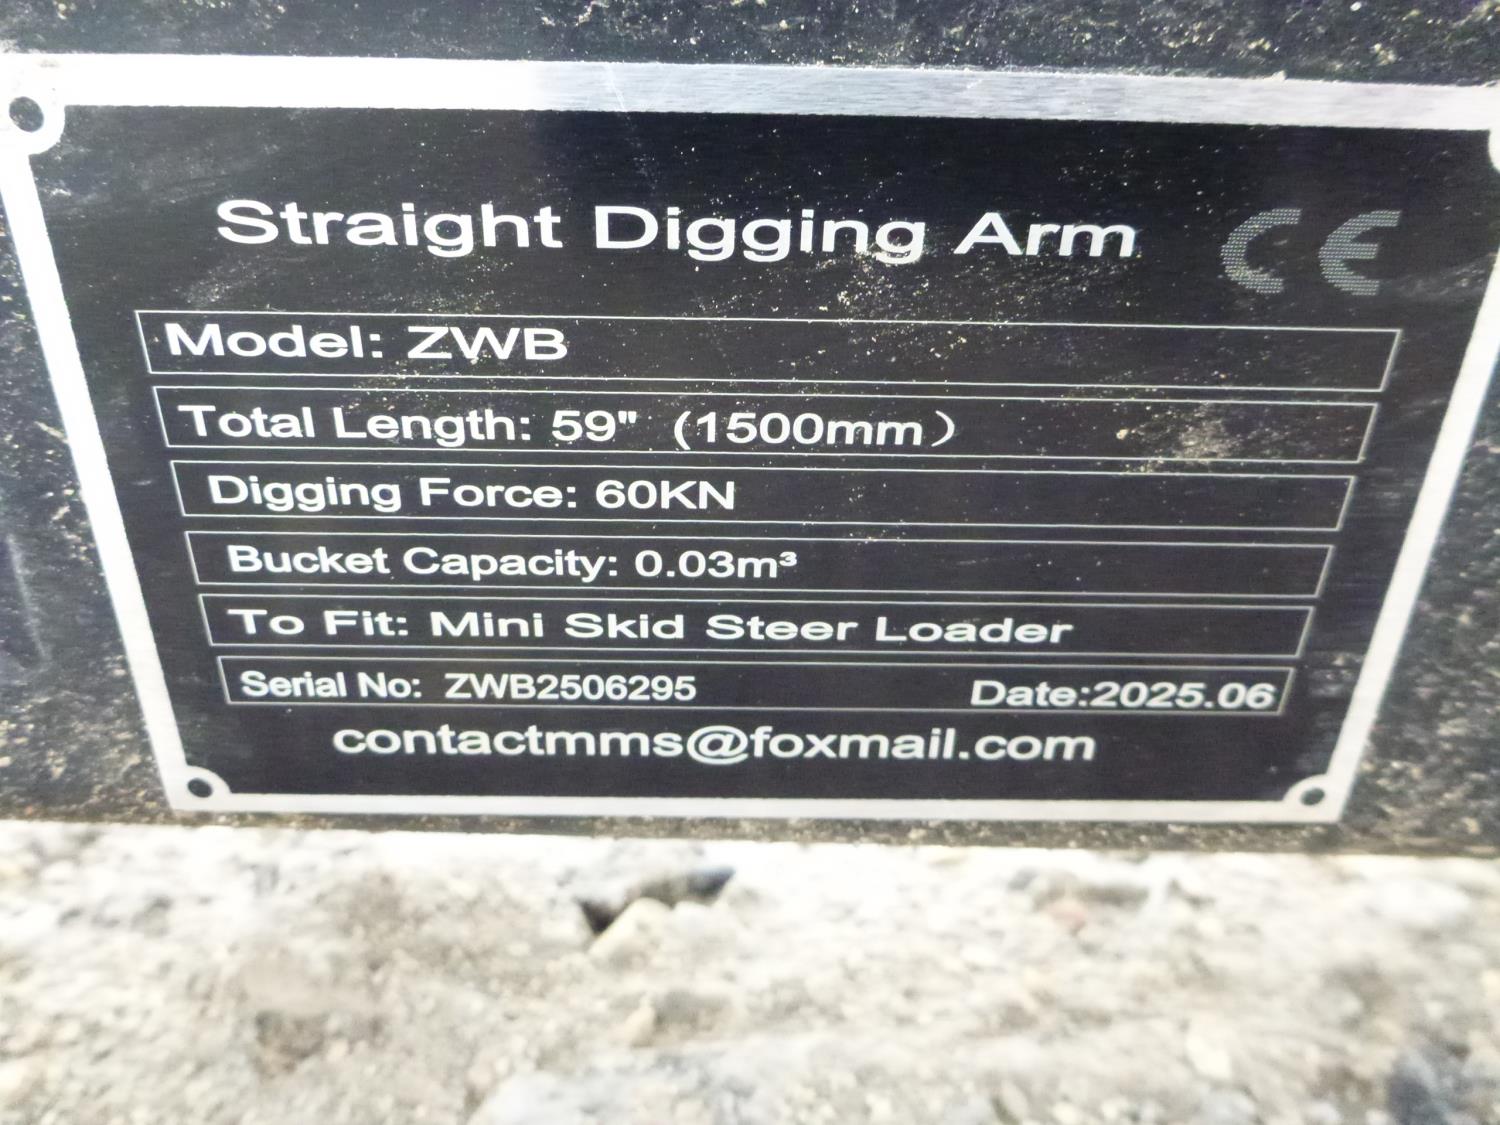 Straight Digging Arm CE
Model: ZWB
Total Length: 59" (1500mm）
Digging Force: 60KN
Bucket Capacity: 0.03m³
To Fit: Mini Skid Steer Loader
Serial No: ZWB2506295 Date:2025.06
contactmms@foxmail.com